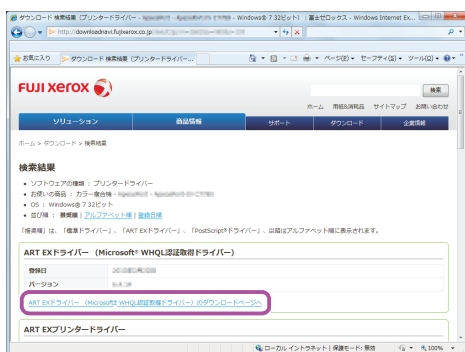 ダウンロード 検索結果 (プリンタードライバー - - Windows® 7 32ビット) : 富士ゼロックス - Windows Internet Ex...
http://downloadnavi.fujixerox.co.jp
お気に入り ダウンロード 検索結果 (プリンタードライバー-... ページ(P) セーフティ(S) ツール(O)
FUJI xerox 検索
ホーム 用紙&消耗品 サイトマップ お問い合わせ
ソリューション 商品情報 サポート ダウンロード 企業情報
ホーム > ダウンロード > 検索結果
検索結果
• ソフトウェアの種類 : プリンタードライバー
• お使いの商品 : カラー複合機 -
• OS : Windows® 7 32ビット
• 並び順 : 推奨順 | アルファベット順 | 登録日順
「推奨順」は、「標準ドライバー」、「ART EXドライバー」、「PostScript®ドライバー」、以降はアルファベット順に表示されます。
ART EXドライバー (Microsoft® WHQL認証取得ドライバー)
登録日
バージョン
ART EXドライバー (Microsoft® WHQL認証取得ドライバー) のダウンロードページへ
ART EXプリンタードライバー
ローカル イントラネット | 保護モード: 無効 100%